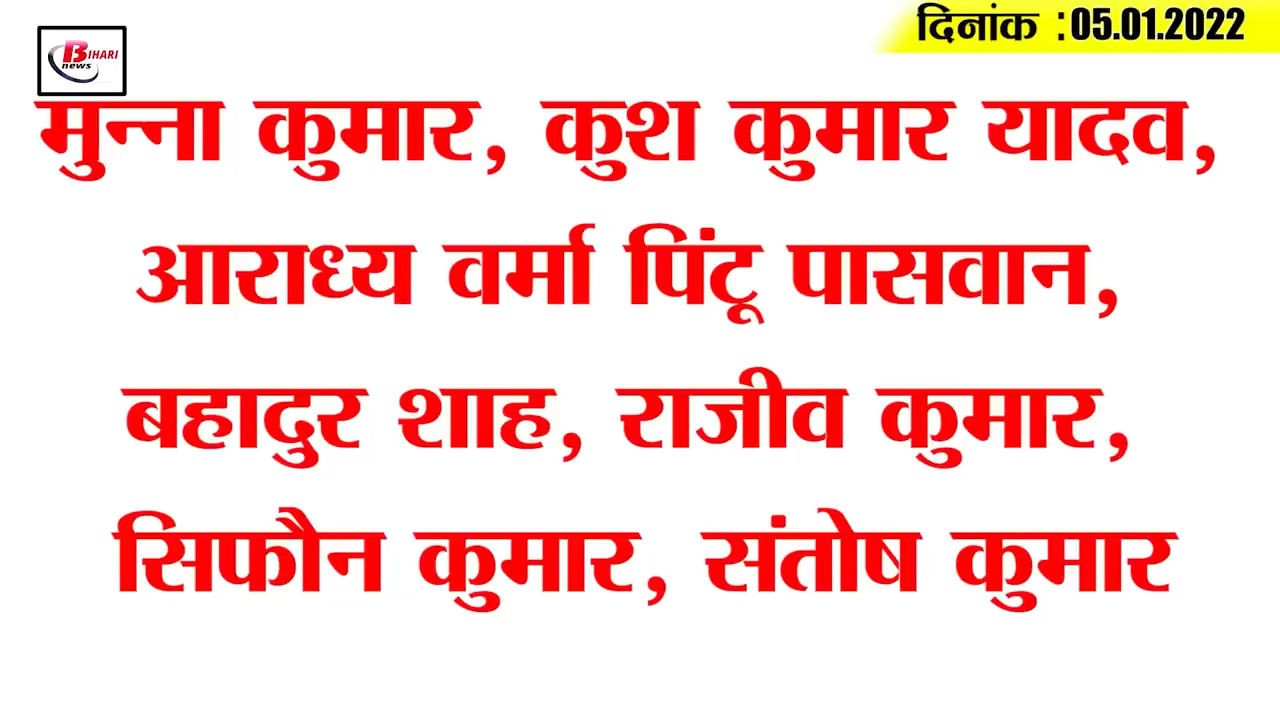 BIHARI
news
दिनांक :05.01.2022
मुन्ना कुमार, कुश कुमार यादव,
आराध्य वर्मा पिंटू पासवान,
बहादुर शाह, राजीव कुमार,
सिफौन कुमार, संतोष कुमार